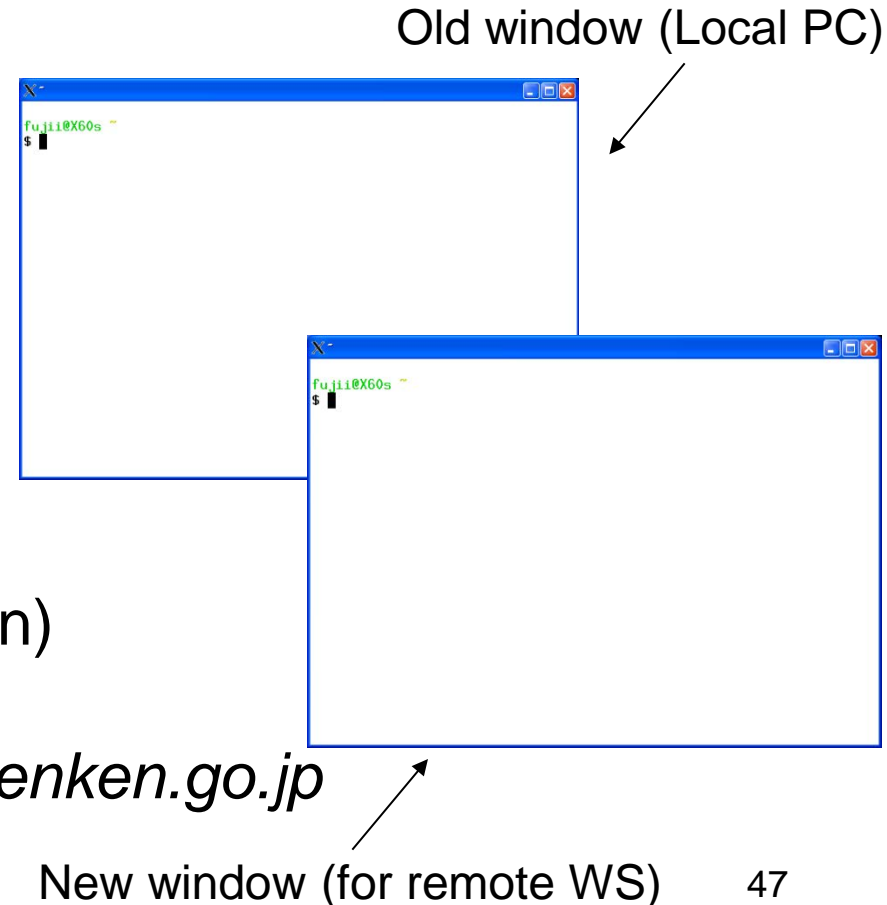 Old window (Local PC)
fujii@X60s ~
$
fujii@X60s ~
$
n)
enken.go.jp
New window (for remote WS)
47